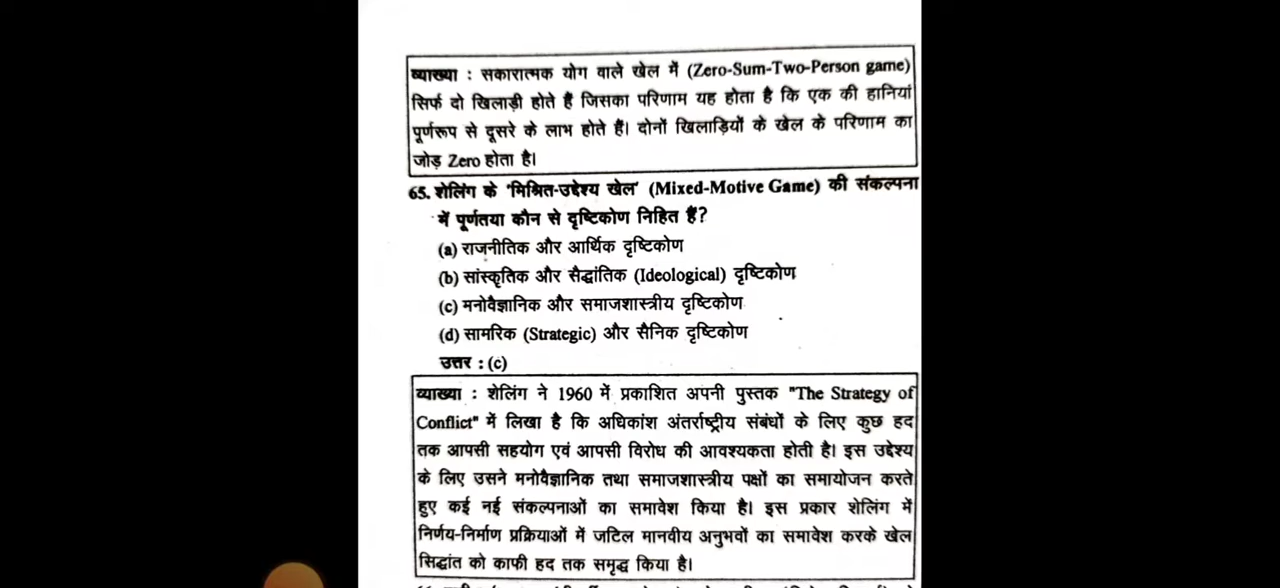 व्याख्या : सकारात्मक योग वाले खेल में (Zero-Sum-Two-Person game)
सिर्फ दो खिलाड़ी होते हैं जिसका परिणाम यह होता है कि एक की हानियां
पूर्णरूप से दूसरे के लाभ होते हैं। दोनों खिलाड़ियों के खेल के परिणाम का
जोड़ Zero होता है।
65. शेलिंग के 'मिश्रित-उद्देश्य खेल' (Mixed-Motive Game) की संकल्पना
में पूर्णतया कौन से दृष्टिकोण निहित हैं?
(a) राजनीतिक और आर्थिक दृष्टिकोण
(b) सांस्कृतिक और सैद्धांतिक (Ideological) दृष्टिकोण
(c) मनोवैज्ञानिक और समाजशास्त्रीय दृष्टिकोण
(d) सामरिक (Strategic) और सैनिक दृष्टिकोण
उत्तर : (c)
व्याख्या : शेलिंग ने 1960 में प्रकाशित अपनी पुस्तक "The Strategy of
Conflict" में लिखा है कि अधिकांश अंतर्राष्ट्रीय संबंधों के लिए कुछ हद
तक आपसी सहयोग एवं आपसी विरोध की आवश्यकता होती है। इस उद्देश्य
के लिए उसने मनोवैज्ञानिक तथा समाजशास्त्रीय पक्षों का समायोजन करते
हुए कई नई संकल्पनाओं का समावेश किया है। इस प्रकार शेलिंग में
निर्णय-निर्माण प्रक्रियाओं में जटिल मानवीय अनुभवों का समावेश करके खेल
सिद्धांत को काफी हद तक समृद्ध किया है।